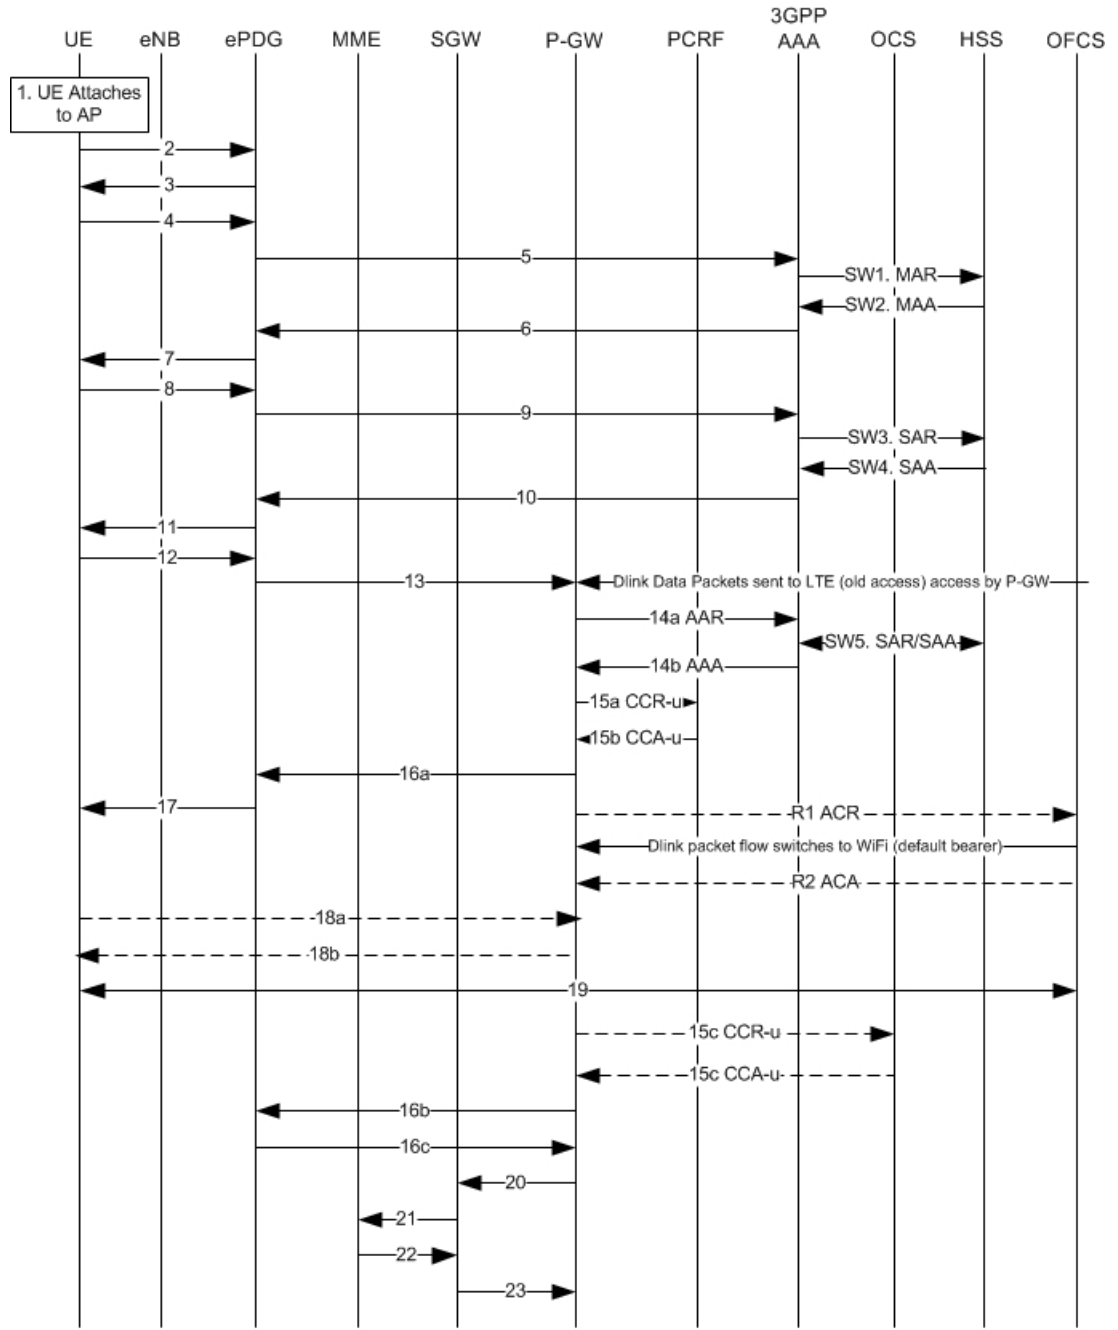 UE eNB ePDG MME SGW P-GW PCRF 3GPP AAA OCS HSS OFCS
1. UE Attaches
to AP
2
3
4
5
SW1. MAR
SW2. MAA
6
7
8
9
SW3. SAR
SW4. SAA
10
11
12
13 Dlink Data Packets sent to LTE (old access) access by P-GW
14a AAR
SW5. SAR/SAA
14b AAA
15a CCR-u
15b CCA-u
16a
17
R1 ACR
Dlink packet flow switches to WiFi (default bearer)
R2 ACA
18a
18b
19
15c CCR-u
15c CCA-u
16b
16c
20
21
22
23